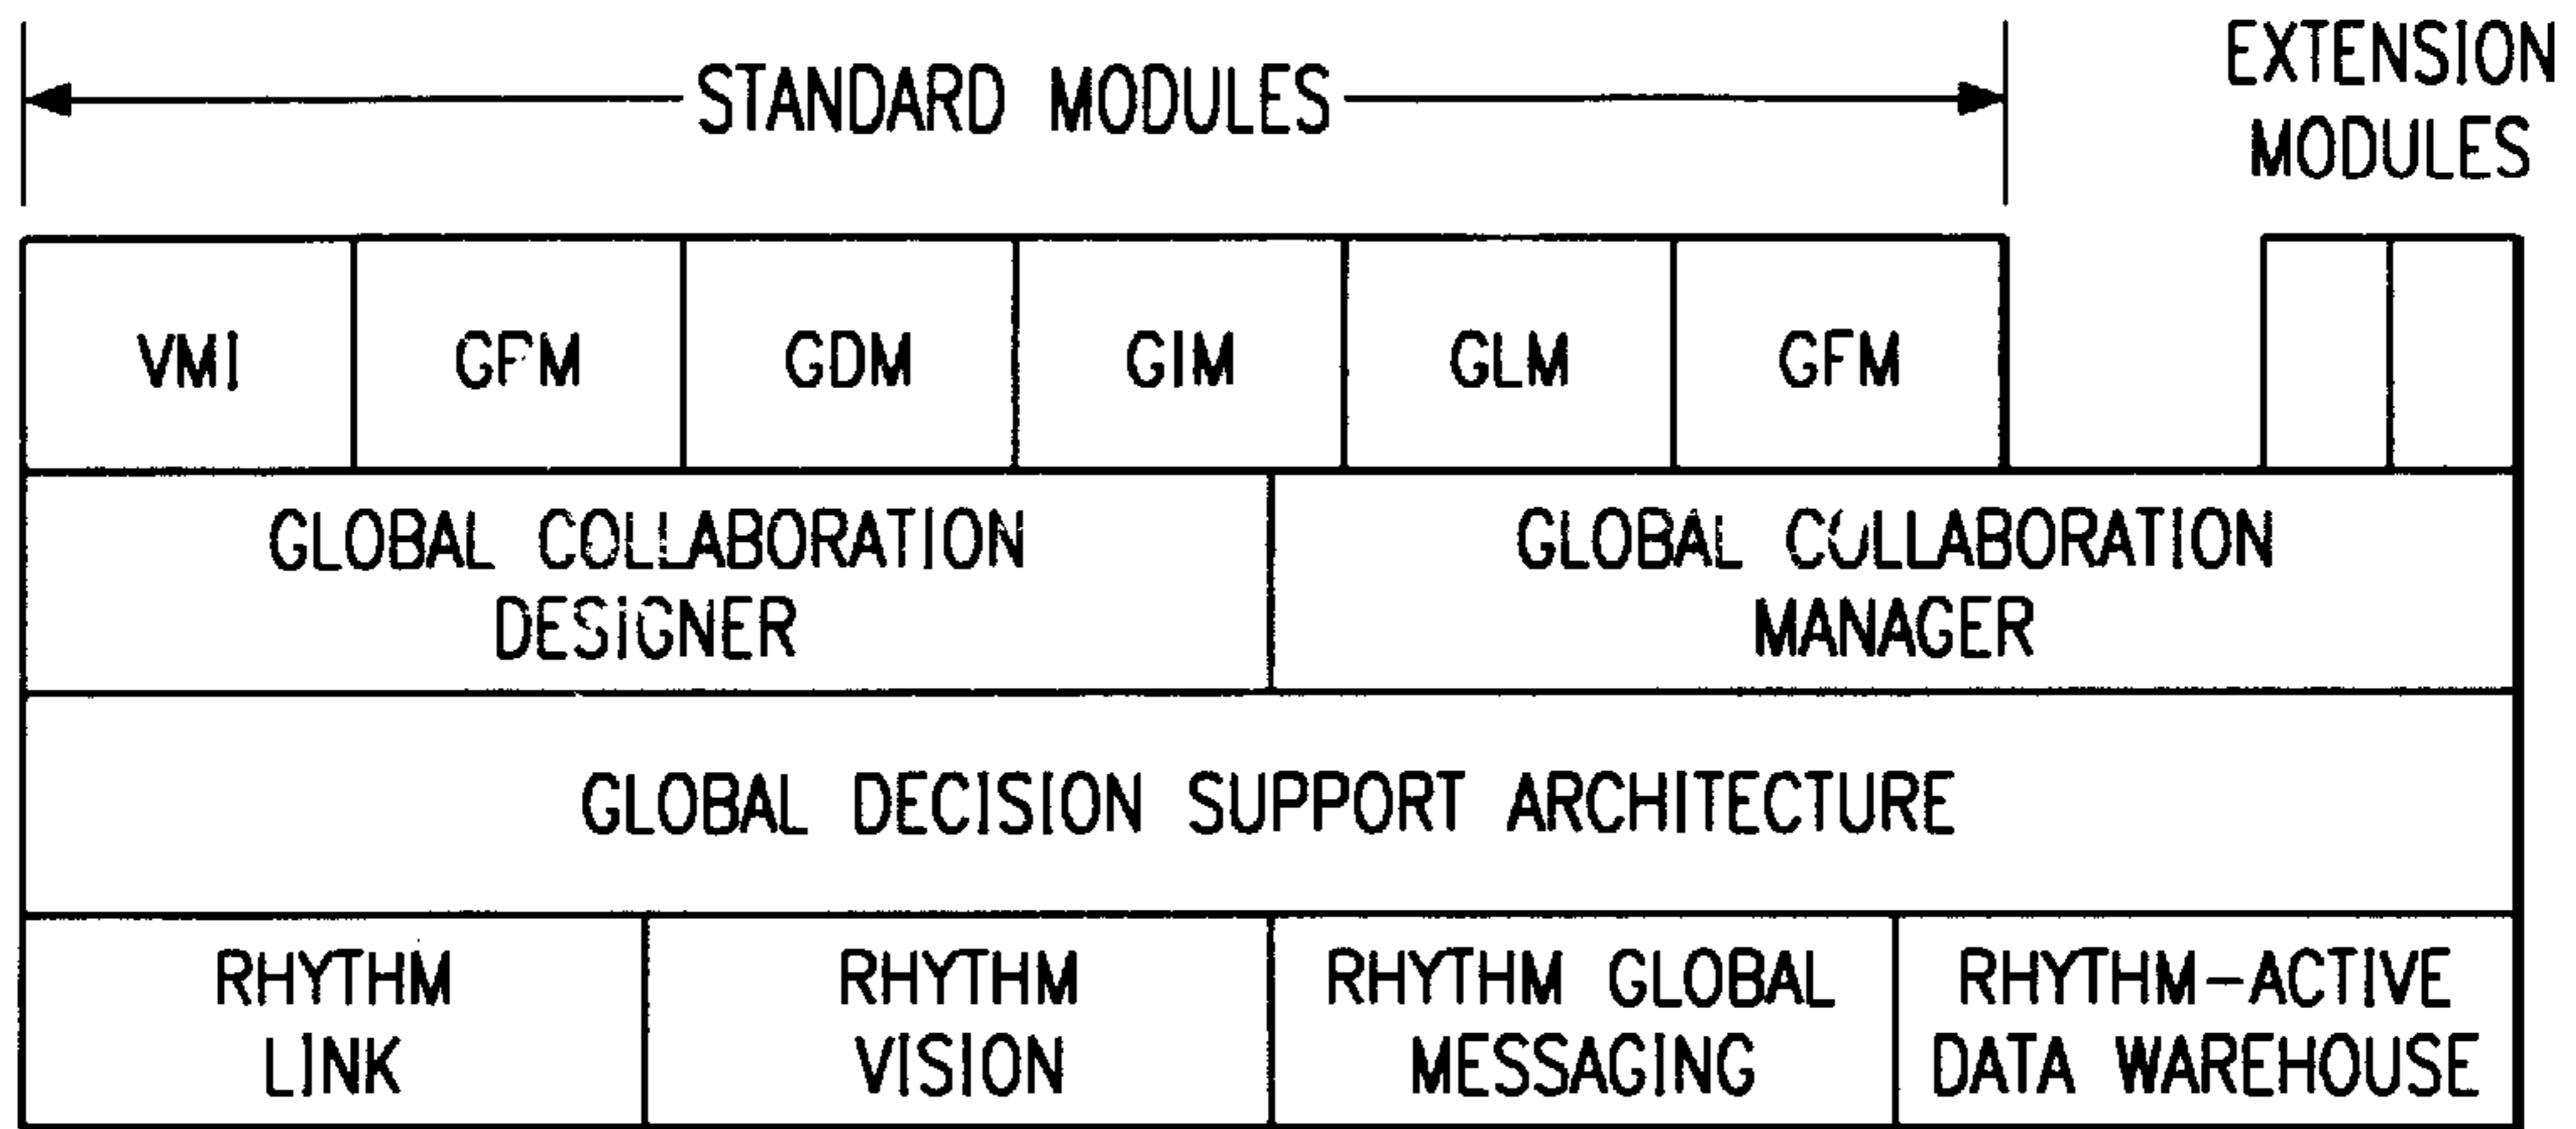 STANDARD MODULES
EXTENSION
MODULES
VMI
GDM
GIM
GLM
GFM
GLOBAL COLLABORATION
DESIGNER
GLOBAL COLLABORATION
MANAGER
GLOBAL DECISION SUPPORT ARCHITECTURE
RHYTHM
LINK
RHYTHM
VISION
RHYTHM GLOBAL
MESSAGING
RHYTHM-ACTIVE
DATA WAREHOUSE